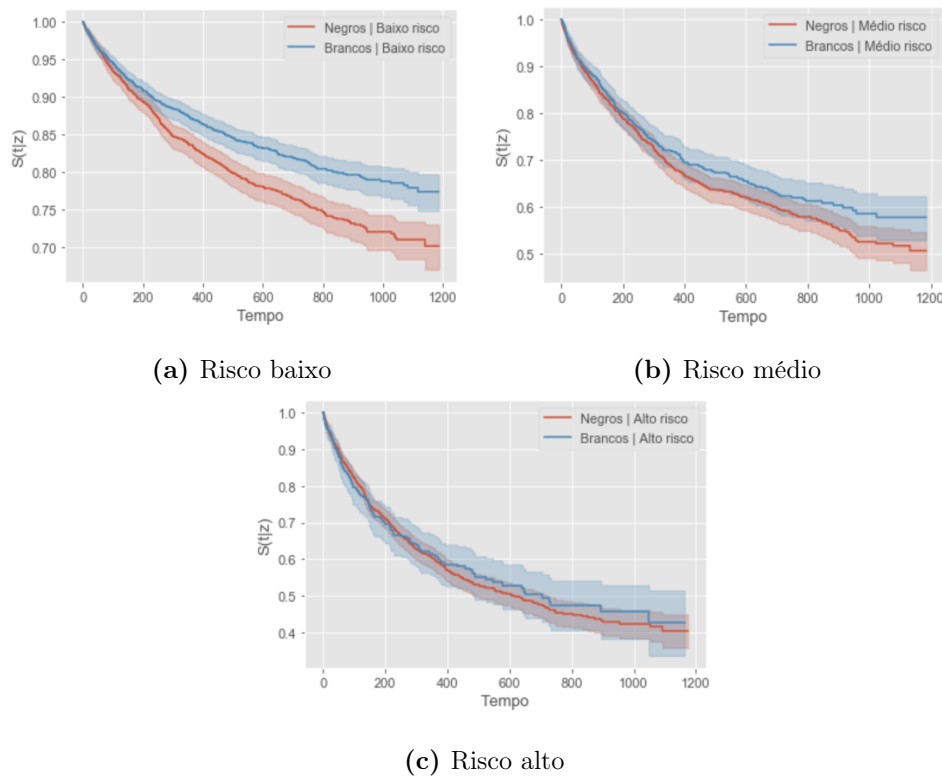 1.00
0.95
0.90
0.85
0.80
0.75
0.70
S(t|z)
Negros | Baixo risco
Brancos | Baixo risco
0 200 400 600 800 1000 1200
Tempo
(a) Risco baixo
1.0
0.9
0.8
0.7
0.6
0.5
S(t|z)
Negros | Médio risco
Brancos | Médio risco
0 200 400 600 800 1000 1200
Tempo
(b) Risco médio
1.0
0.9
0.8
0.7
0.6
0.5
0.4
S(t|z)
Negros | Alto risco
Brancos | Alto risco
0 200 400 600 800 1000 1200
Tempo
(c) Risco alto